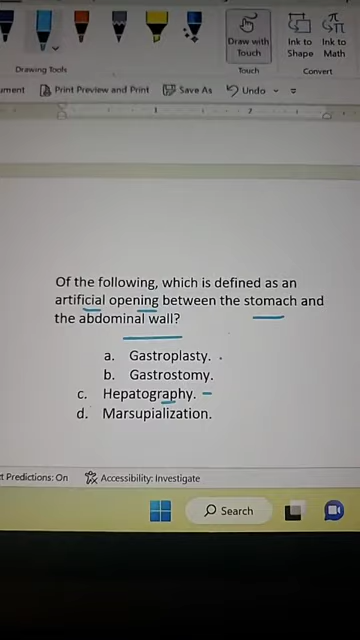 Draw with
Touch
Ink to
Shape
Ink to
Math
Drawing Tools
Touch
Convert
ument
Print Preview and Print
Save As
Undo
1
2
Of the following, which is defined as an
artificial opening between the stomach and
the abdominal wall?
a. Gastroplasty.
b. Gastrostomy.
c. Hepatography.
d. Marsupialization.
t Predictions: On
Accessibility: Investigate
Search